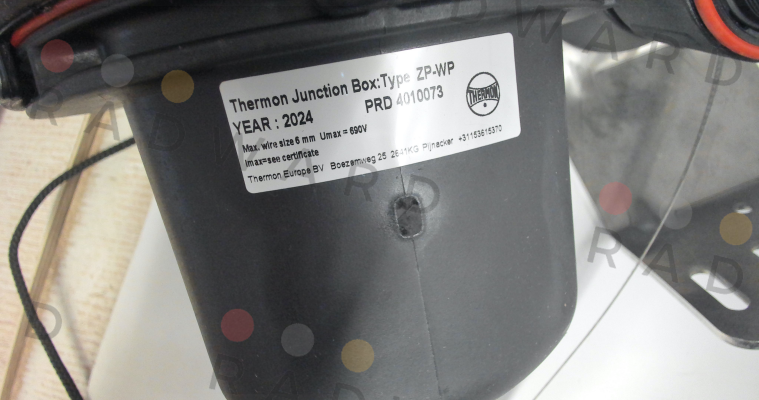 Thermon Junction Box:Type ZP-WP
YEAR : 2024 PRD 4010073
THERMON
Max. wire size 6 mm Umax = 690V
Imax=see certificate
Thermon Europe BV Boezemweg 25 2641KG Pijnacker +31153615370